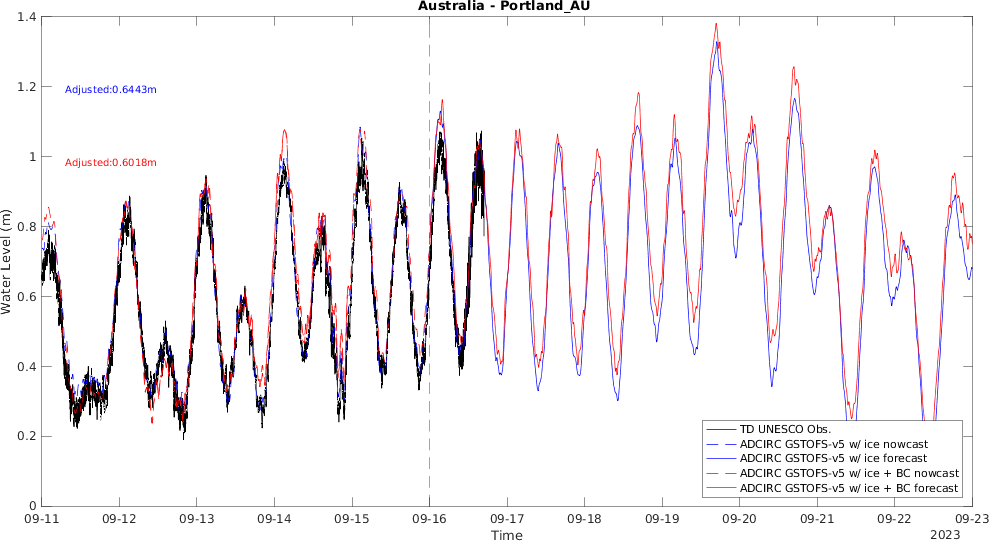 Australia - Portland_AU
1.4
1.2
1
0.8
0.6
0.4
0.2
0
Water Level (m)
Adjusted:0.6443m
Adjusted:0.6018m
TD UNESCO Obs.
ADCIRC GSTOFS-v5 w/ ice nowcast
ADCIRC GSTOFS-v5 w/ ice forecast
ADCIRC GSTOFS-v5 w/ ice + BC nowcast
ADCIRC GSTOFS-v5 w/ ice + BC forecast
09-11 09-12 09-13 09-14 09-15 09-16 09-17 09-18 09-19 09-20 09-21 09-22 09-23
Time
2023